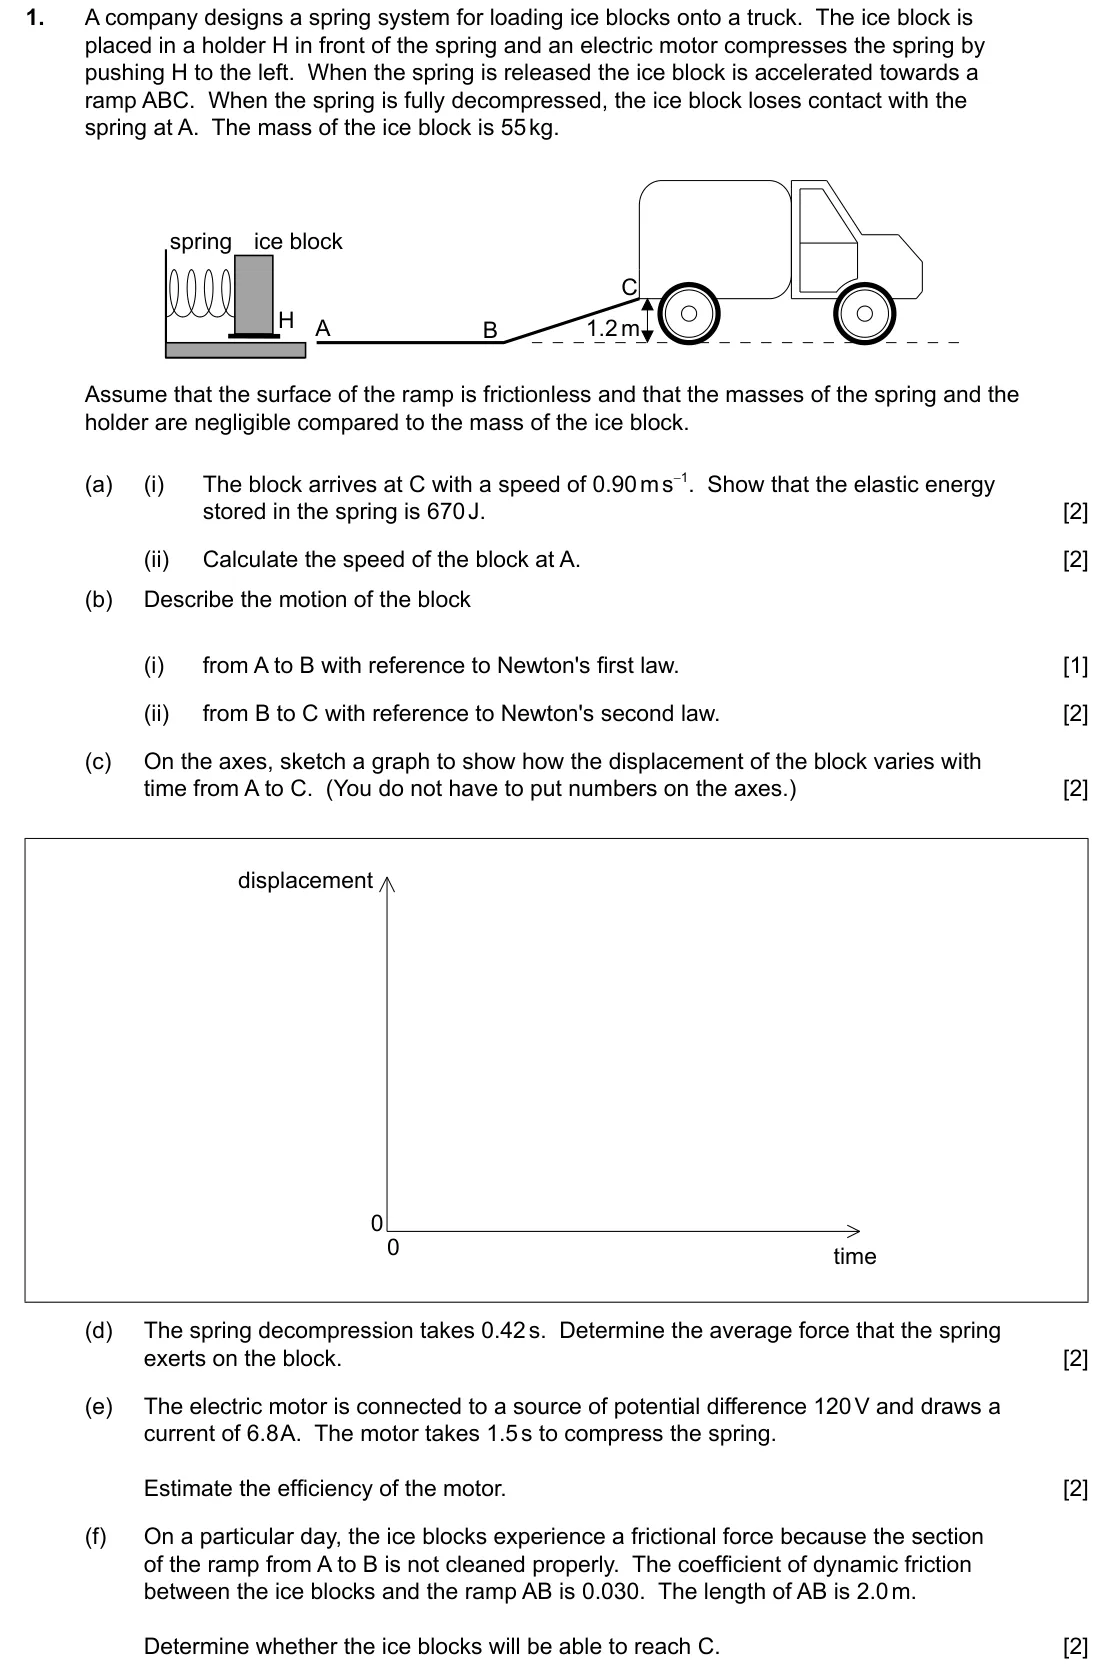 1. A company designs a spring system for loading ice blocks onto a truck. The ice block is
placed in a holder H in front of the spring and an electric motor compresses the spring by
pushing H to the left. When the spring is released the ice block is accelerated towards a
ramp ABC. When the spring is fully decompressed, the ice block loses contact with the
spring at A. The mass of the ice block is 55 kg.
spring ice block
H
A
B
C
1.2 m
Assume that the surface of the ramp is frictionless and that the masses of the spring and the
holder are negligible compared to the mass of the ice block.
(a) (i) The block arrives at C with a speed of 0.90 m s⁻¹. Show that the elastic energy
stored in the spring is 670 J. [2]
(ii) Calculate the speed of the block at A. [2]
(b) Describe the motion of the block
(i) from A to B with reference to Newton's first law. [1]
(ii) from B to C with reference to Newton's second law. [2]
(c) On the axes, sketch a graph to show how the displacement of the block varies with
time from A to C. (You do not have to put numbers on the axes.) [2]
displacement
0
0
time
(d) The spring decompression takes 0.42 s. Determine the average force that the spring
exerts on the block. [2]
(e) The electric motor is connected to a source of potential difference 120 V and draws a
current of 6.8 A. The motor takes 1.5 s to compress the spring.
Estimate the efficiency of the motor. [2]
(f) On a particular day, the ice blocks experience a frictional force because the section
of the ramp from A to B is not cleaned properly. The coefficient of dynamic friction
between the ice blocks and the ramp AB is 0.030. The length of AB is 2.0 m.
Determine whether the ice blocks will be able to reach C. [2]